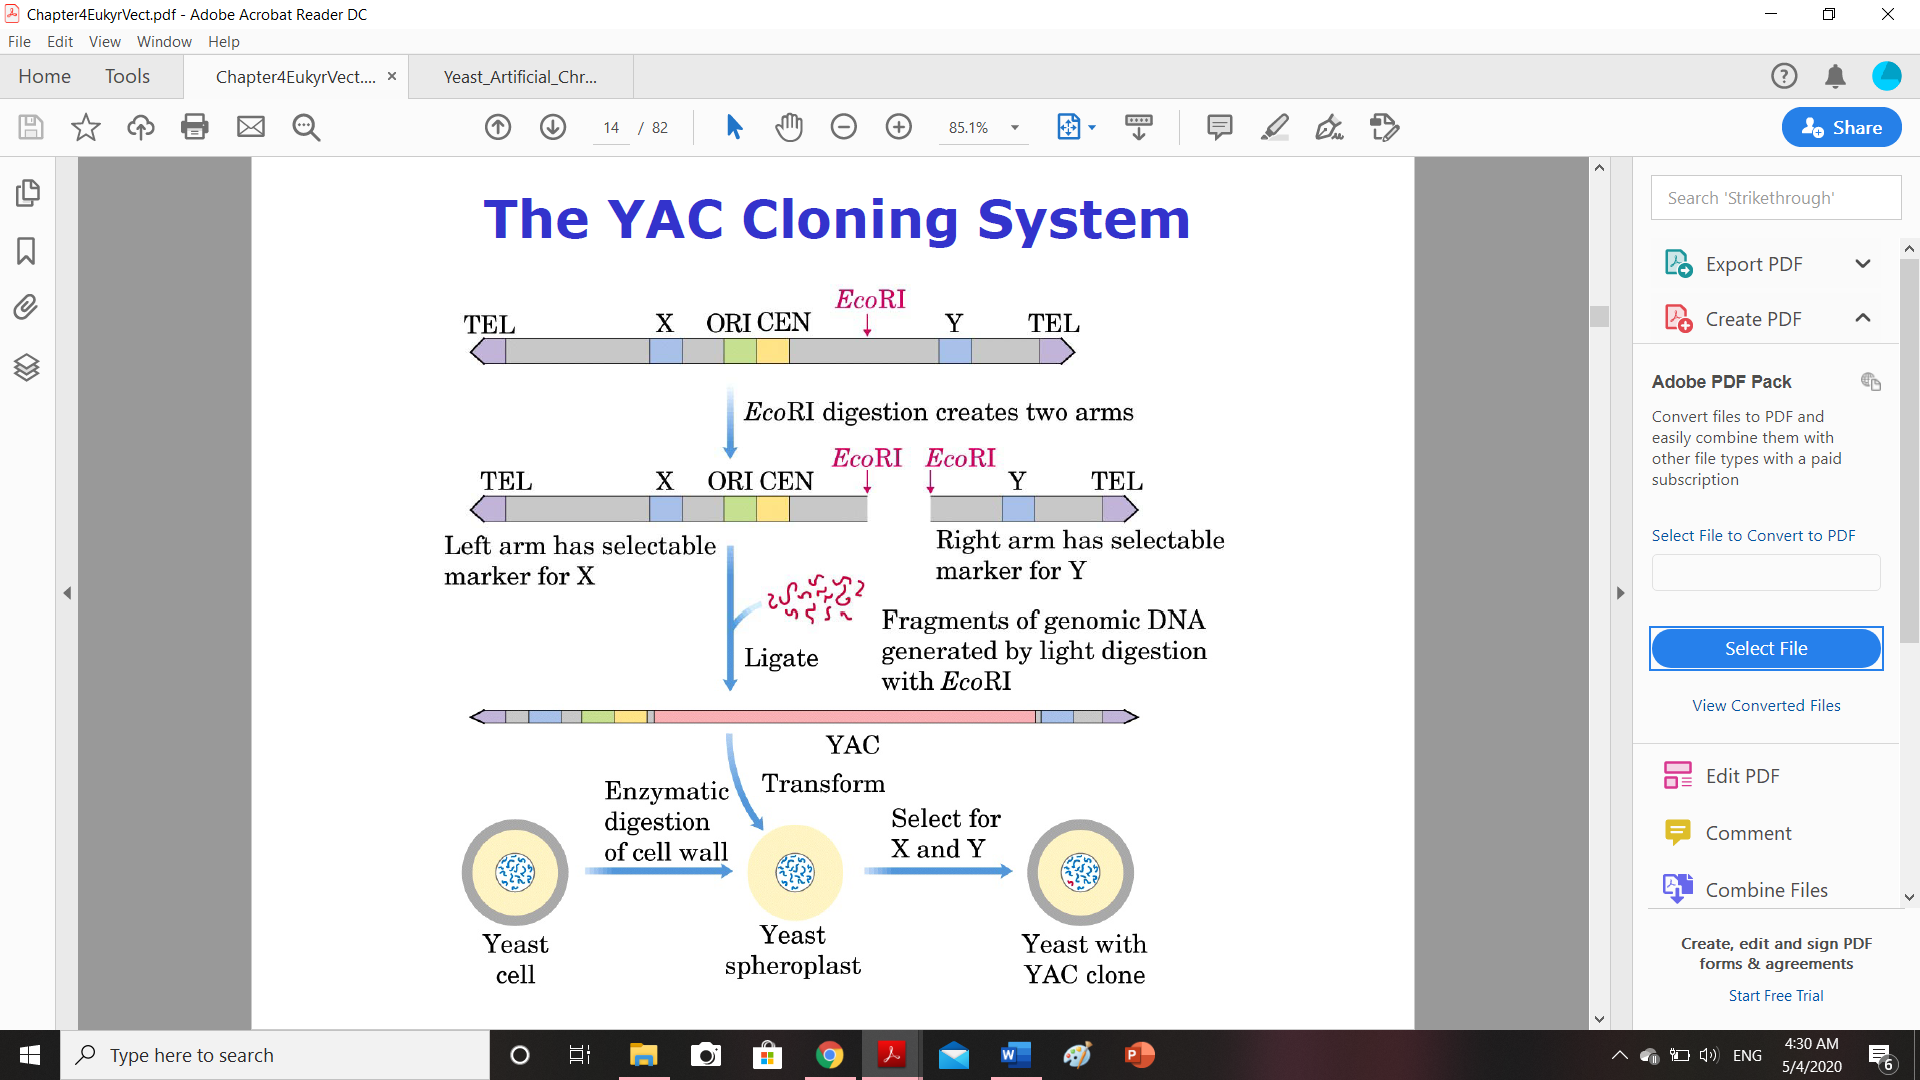 Chapter4EukyrVect.pdf - Adobe Acrobat Reader DC
File Edit View Window Help
Home Tools Chapter4EukyrVect.... × Yeast_Artificial_Chr...
14 / 82 85.1% Share
The YAC Cloning System
EcoRI
TEL X ORI CEN Y TEL
EcoRI digestion creates two arms
EcoRI EcoRI
TEL X ORI CEN Y TEL
Left arm has selectable
marker for X
Right arm has selectable
marker for Y
Fragments of genomic DNA
generated by light digestion
with EcoRI
Ligate
YAC
Transform
Enzymatic
digestion
of cell wall
Select for
X and Y
Yeast
cell
Yeast
spheroplast
Yeast with
YAC clone
Search 'Strikethrough'
Export PDF
Create PDF
Adobe PDF Pack
Convert files to PDF and
easily combine them with
other file types with a paid
subscription
Select File to Convert to PDF
Select File
View Converted Files
Edit PDF
Comment
Combine Files
Create, edit and sign PDF
forms & agreements
Start Free Trial
Type here to search
ENG
4:30 AM
5/4/2020
6